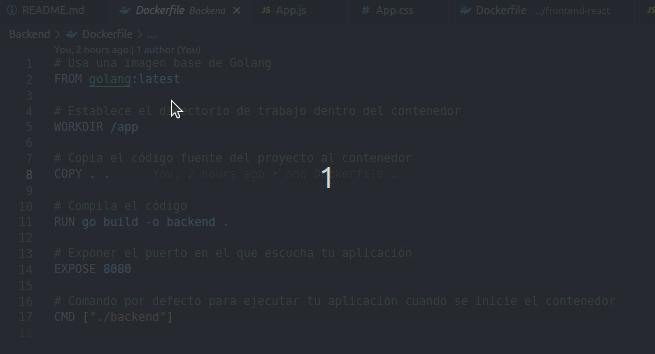 README.md Dockerfile Backend App.js App.css Dockerfile .../frontend-react JS
Backend > Dockerfile > ...
You, 2 hours ago | 1 author (You)
1 # Usa una imagen base de Golang
2 FROM golang:latest
3
4 # Establece el directorio de trabajo dentro del contenedor
5 WORKDIR /app
6
7 # Copia el código fuente del proyecto al contenedor
8 COPY . . You, 2 hours ago • add Dockerfile .
9
10 # Compila el código
11 RUN go build -o backend .
12
13 # Exponer el puerto en el que escucha tu aplicación
14 EXPOSE 8080
15
16 # Comando por defecto para ejecutar tu aplicación cuando se inicie el contenedor
17 CMD ["./backend"]
18
1